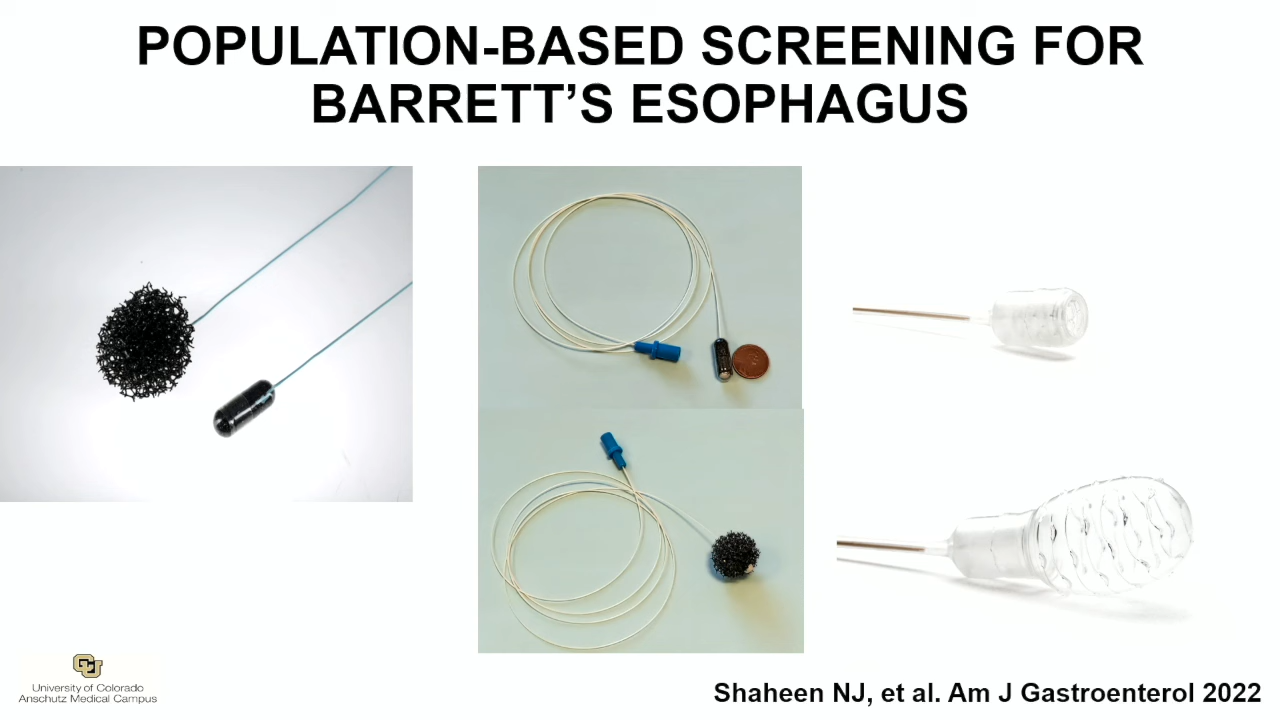 POPULATION-BASED SCREENING FOR
BARRETT'S ESOPHAGUS
University of Colorado
Anschutz Medical Campus
Shaheen NJ, et al. Am J Gastroenterol 2022